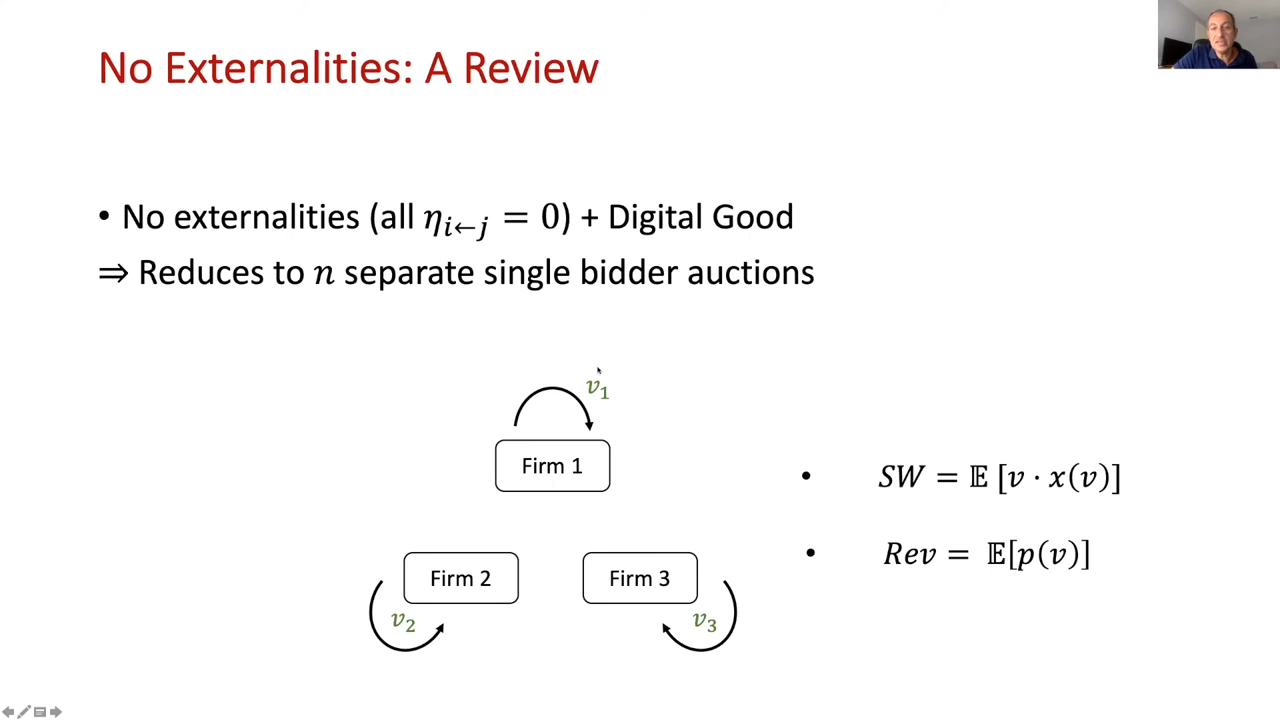 No Externalities: A Review
• No externalities (all η_{i←j} = 0) + Digital Good
⇒ Reduces to n separate single bidder auctions
v₁
Firm 1
• SW = 𝔼 [v · x(v)]
• Rev = 𝔼[p(v)]
Firm 2
Firm 3
v₂
v₃